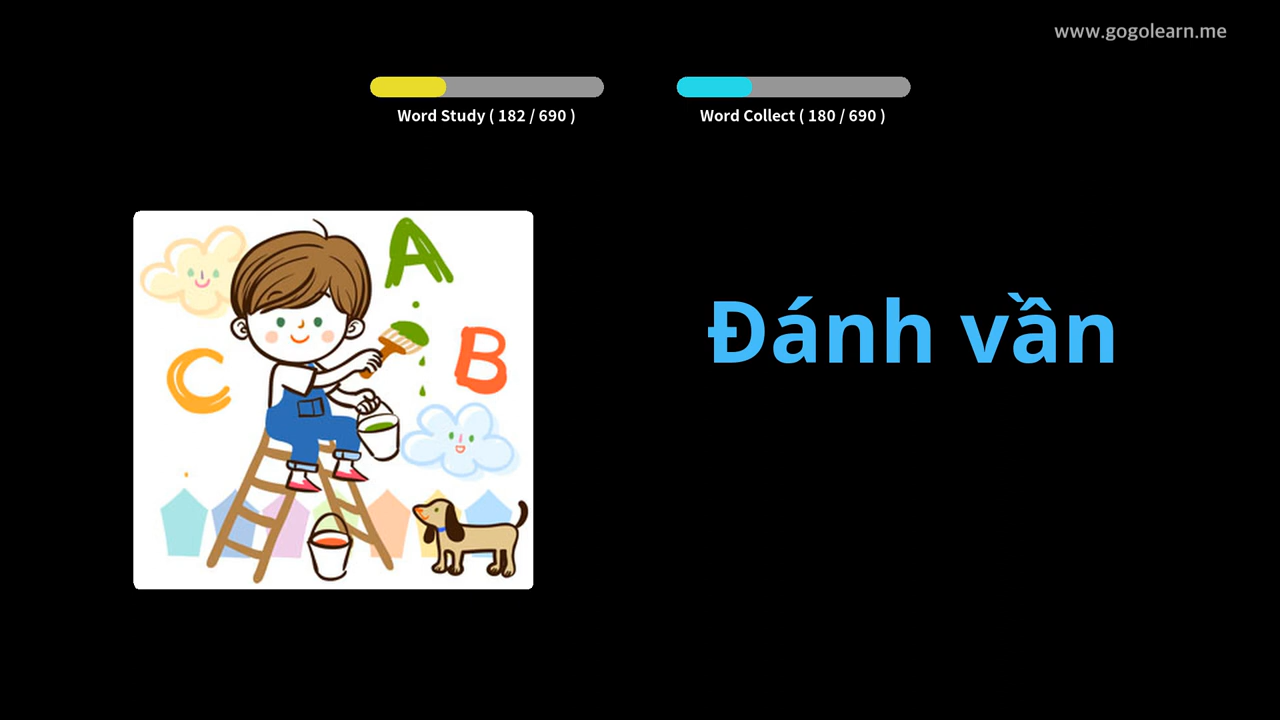 www.gogolearn.me
Word Study ( 182 / 690 )
Word Collect ( 180 / 690 )
A
B
C
Đánh vần